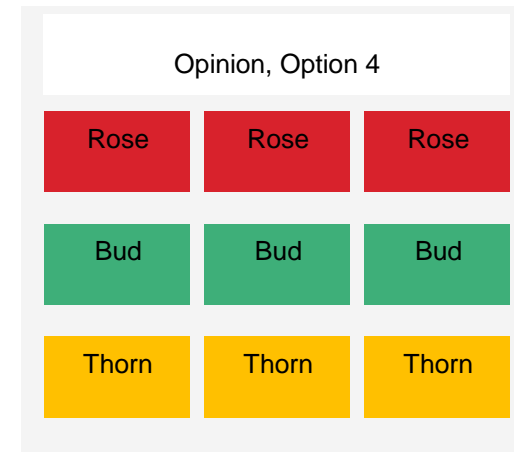 Opinion, Option 4
Rose Rose Rose
Bud Bud Bud
Thorn Thorn Thorn